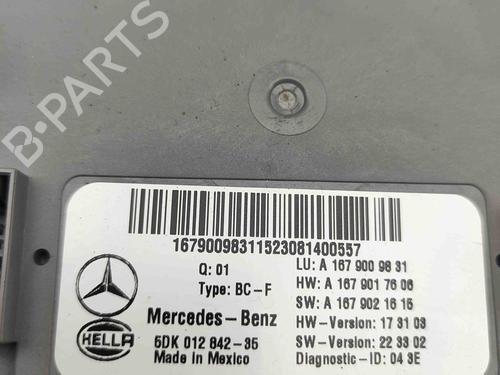 B-PARTS
16790098311523081400557
Q: 01
Type: BC-F
Mercedes-Benz
HELLA
5DK 012 842-35
Made in Mexico
LU: A 167 900 98 31
HW: A 167 901 76 06
SW: A 167 902 16 15
HW-Version: 17 31 03
SW-Version: 22 33 02
Diagnostic-ID: 04 3E